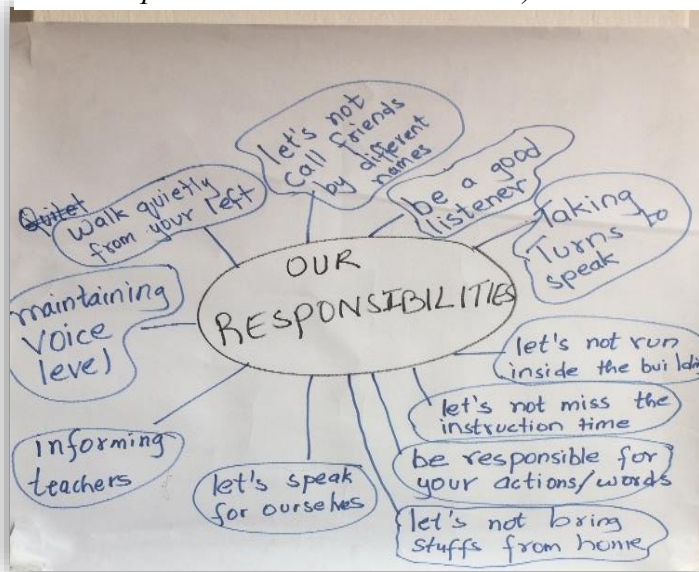 OUR
RESPONSIBILITIES
let's not
call friends
by different
names
be a good
listener
Taking
Turns to
speak
let's not run
inside the buildin
let's not miss the
instruction time
be responsible for
your actions/words
let's not bring
stuffs from home
let's speak
for ourselves
informing
teachers
maintaining
voice
level
Quitet
walk quietly
from your left